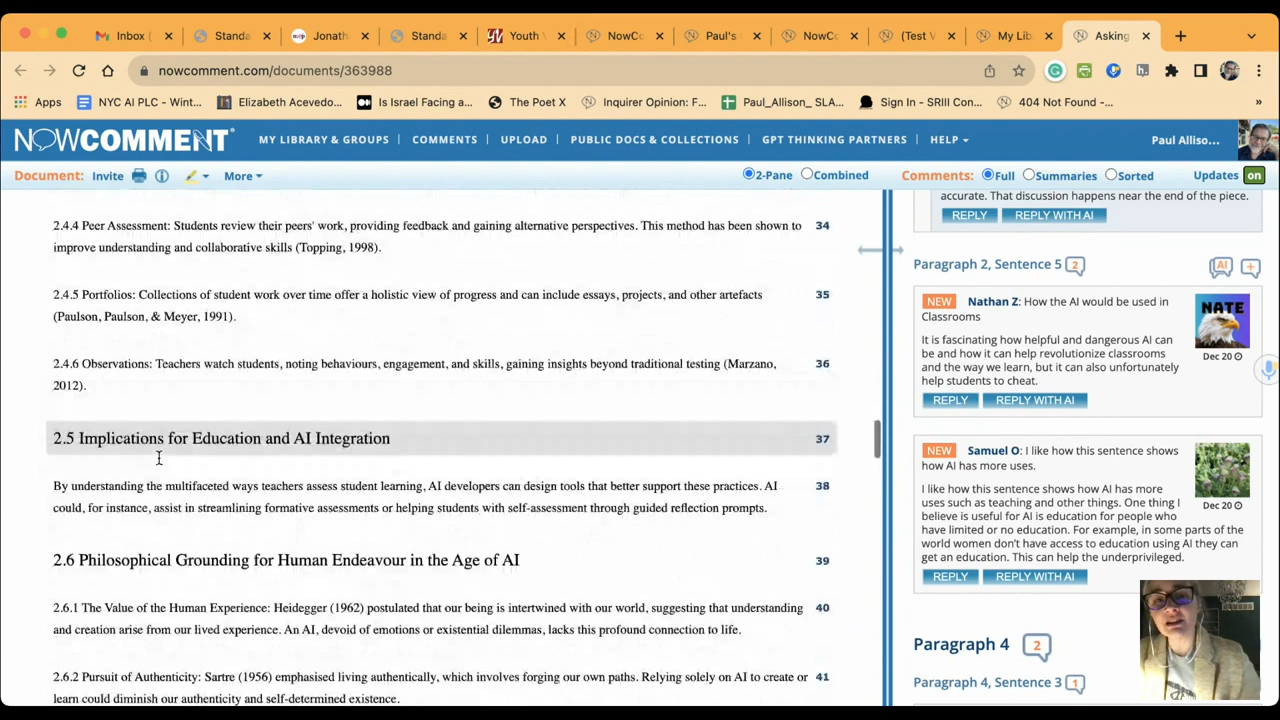 Inbox (
Standa
Jonath
Standa
Youth
NowCo
Paul's
NowCo
(Test V
My Lib
Asking
nowcomment.com/documents/363988
Apps
NYC AI PLC - Wint...
Elizabeth Acevedo...
Is Israel Facing a...
The Poet X
Inquirer Opinion: F...
Paul_Allison_ SLA...
Sign In - SRIII Con...
404 Not Found -...
»
NOWCOMMENT®
MY LIBRARY & GROUPS | COMMENTS | UPLOAD | PUBLIC DOCS & COLLECTIONS | GPT THINKING PARTNERS | HELP
Paul Alliso...
Document: Invite
More
2-Pane
Combined
Comments: Full Summaries Sorted
Updates on
2.4.4 Peer Assessment: Students review their peers' work, providing feedback and gaining alternative perspectives. This method has been shown to 34
improve understanding and collaborative skills (Topping, 1998).
2.4.5 Portfolios: Collections of student work over time offer a holistic view of progress and can include essays, projects, and other artefacts 35
(Paulson, Paulson, & Meyer, 1991).
2.4.6 Observations: Teachers watch students, noting behaviours, engagement, and skills, gaining insights beyond traditional testing (Marzano, 36
2012).
2.5 Implications for Education and AI Integration 37
By understanding the multifaceted ways teachers assess student learning, AI developers can design tools that better support these practices. AI 38
could, for instance, assist in streamlining formative assessments or helping students with self-assessment through guided reflection prompts.
2.6 Philosophical Grounding for Human Endeavour in the Age of AI 39
2.6.1 The Value of the Human Experience: Heidegger (1962) postulated that our being is intertwined with our world, suggesting that understanding 40
and creation arise from our lived experience. An AI, devoid of emotions or existential dilemmas, lacks this profound connection to life.
2.6.2 Pursuit of Authenticity: Sartre (1956) emphasised living authentically, which involves forging our own paths. Relying solely on AI to create or 41
learn could diminish our authenticity and self-determined existence.
accurate. That discussion happens near the end of the piece.
REPLY
REPLY WITH AI
Paragraph 2, Sentence 5 2
AI
NEW Nathan Z: How the AI would be used in
Classrooms
NATE
It is fascinating how helpful and dangerous AI can
be and how it can help revolutionize classrooms
and the way we learn, but it can also unfortunately
help students to cheat.
Dec 20
REPLY
REPLY WITH AI
NEW Samuel O: I like how this sentence shows
how AI has more uses.
I like how this sentence shows how AI has more
uses such as teaching and other things. One thing I
believe is useful for AI is education for people who
have limited or no education. For example, in some parts of the
world women don't have access to education using AI they can
get an education. This can help the underprivileged.
Dec 20
REPLY
REPLY WITH AI
Paragraph 4 2
Paragraph 4, Sentence 3 1